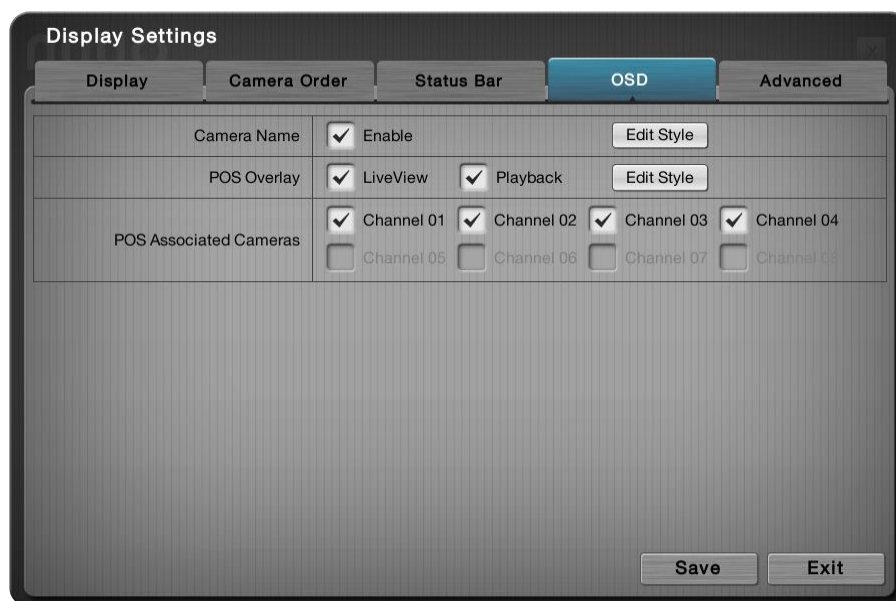 Display Settings
Display Camera Order Status Bar OSD Advanced
Camera Name Enable Edit Style
POS Overlay LiveView Playback Edit Style
POS Associated Cameras Channel 01 Channel 02 Channel 03 Channel 04
Channel 05 Channel 06 Channel 07 Channel 08
Save Exit